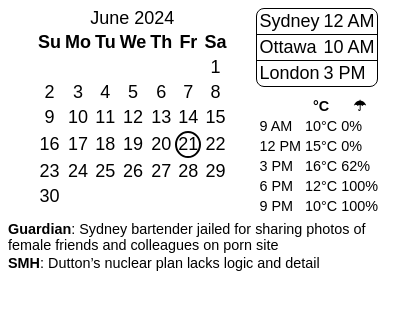 June 2024
Su Mo Tu We Th Fr Sa
1
2 3 4 5 6 7 8
9 10 11 12 13 14 15
16 17 18 19 20 21 22
23 24 25 26 27 28 29
30
Sydney 12 AM
Ottawa 10 AM
London 3 PM
°C ☂
9 AM 10°C 0%
12 PM 15°C 0%
3 PM 16°C 62%
6 PM 12°C 100%
9 PM 10°C 100%
Guardian: Sydney bartender jailed for sharing photos of
female friends and colleagues on porn site
SMH: Dutton’s nuclear plan lacks logic and detail